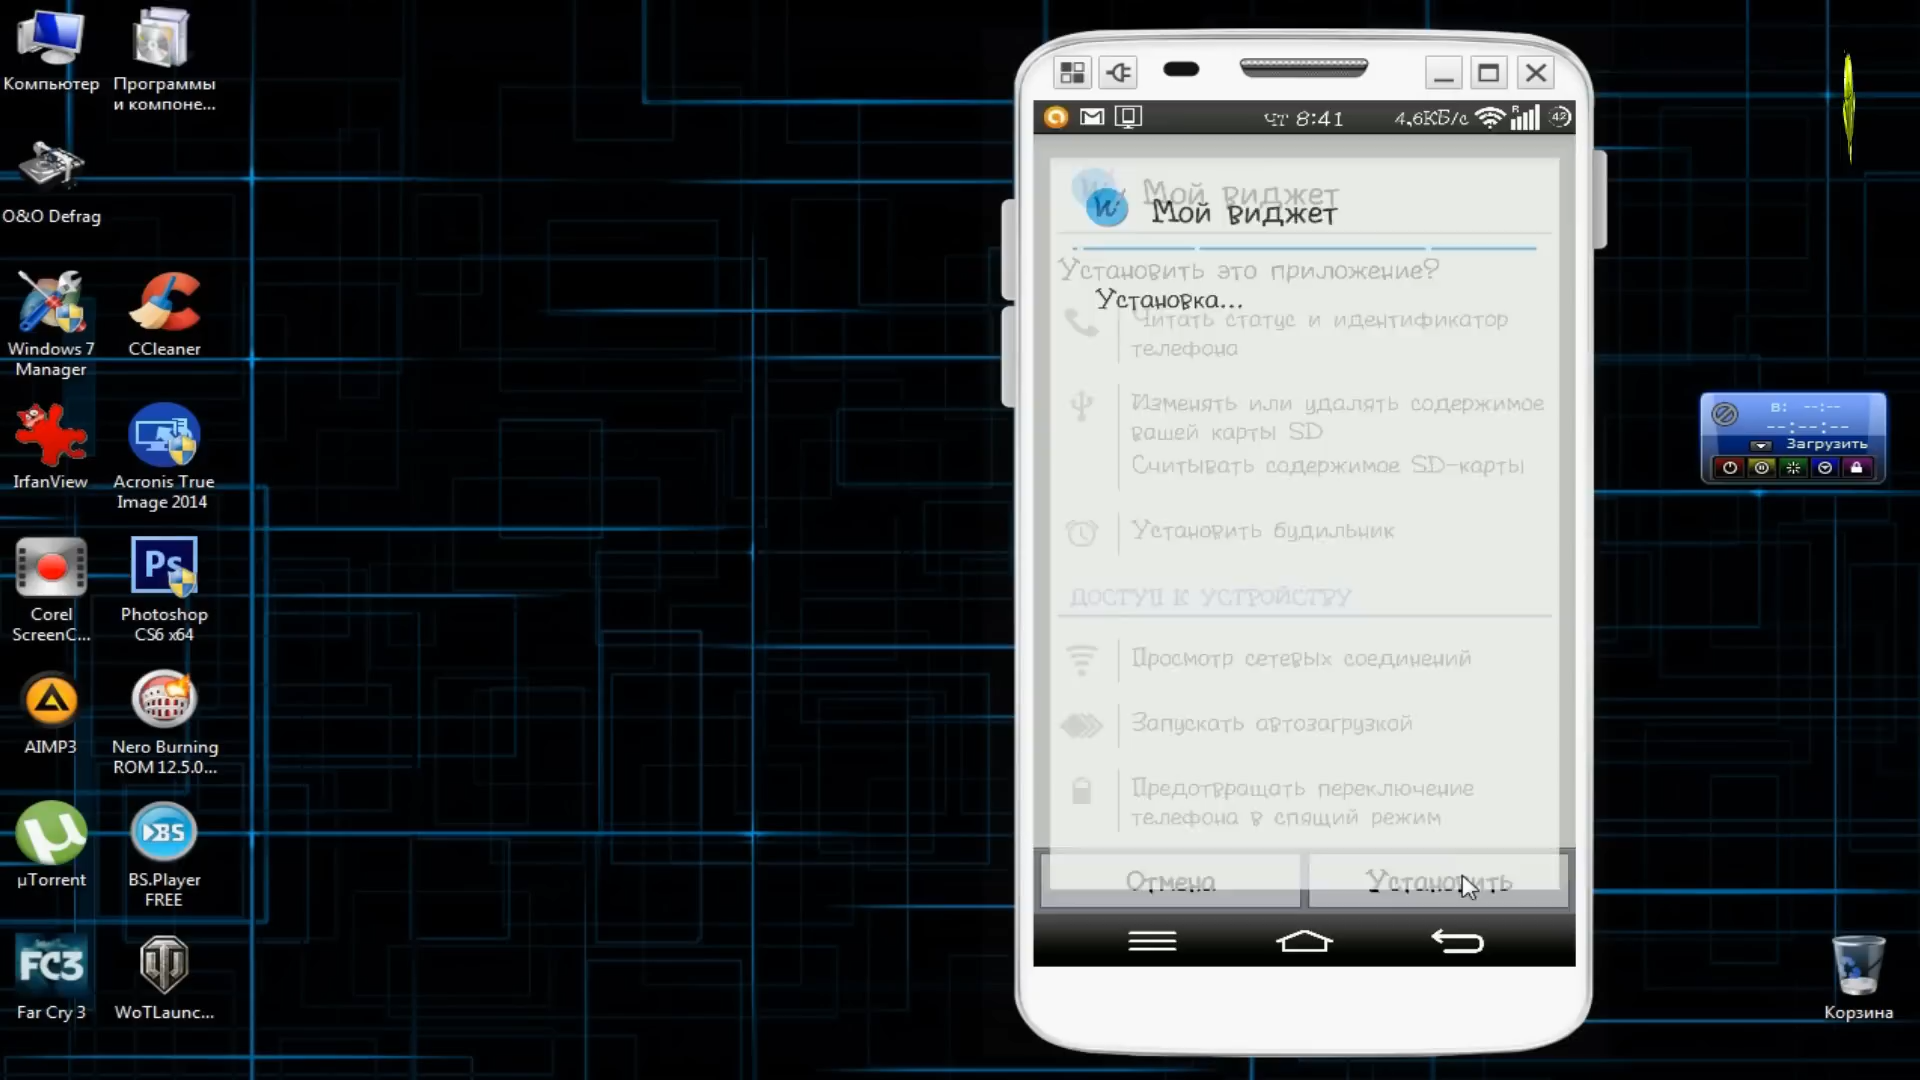 Компьютер
Программы
и компоне...
O&O Defrag
Windows 7
Manager
CCleaner
IrfanView
Acronis True
Image 2014
Corel
ScreenC...
Ps
Photoshop
CS6 x64
AIMP3
Nero Burning
ROM 12.5.0...
µTorrent
BS
BS.Player
FREE
FC3
Far Cry 3
WoTLaunc...
чт 8:41
4,6КБ/с
R
42
Мой виджет
W
Мой виджет
Установить это приложение?
Установка...
Читать статус и идентификатор
телефона
Изменять или удалять содержимое
вашей карты SD
Считывать содержимое SD-карты
Установить будильник
ДОСТУП К УСТРОЙСТВУ
Просмотр сетевых соединений
Запускать автозагрузкой
Предотвращать переключение
телефона в спящий режим
Отмена
Установить
В: --:--
--:--:--
Загрузить
Корзина